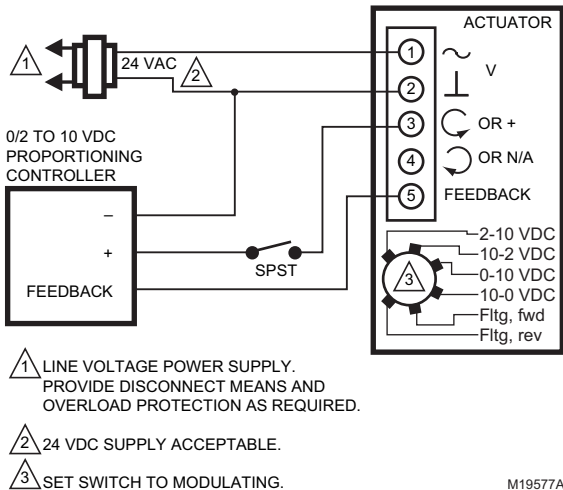 ACTUATOR
1
24 VAC
2
1
V
2
3
OR +
4
OR N/A
5
FEEDBACK
0/2 TO 10 VDC
PROPORTIONING
CONTROLLER
–
+
SPST
FEEDBACK
3
2-10 VDC
10-2 VDC
0-10 VDC
10-0 VDC
Fltg, fwd
Fltg, rev
1 LINE VOLTAGE POWER SUPPLY.
PROVIDE DISCONNECT MEANS AND
OVERLOAD PROTECTION AS REQUIRED.
2 24 VDC SUPPLY ACCEPTABLE.
3 SET SWITCH TO MODULATING.
M19577A